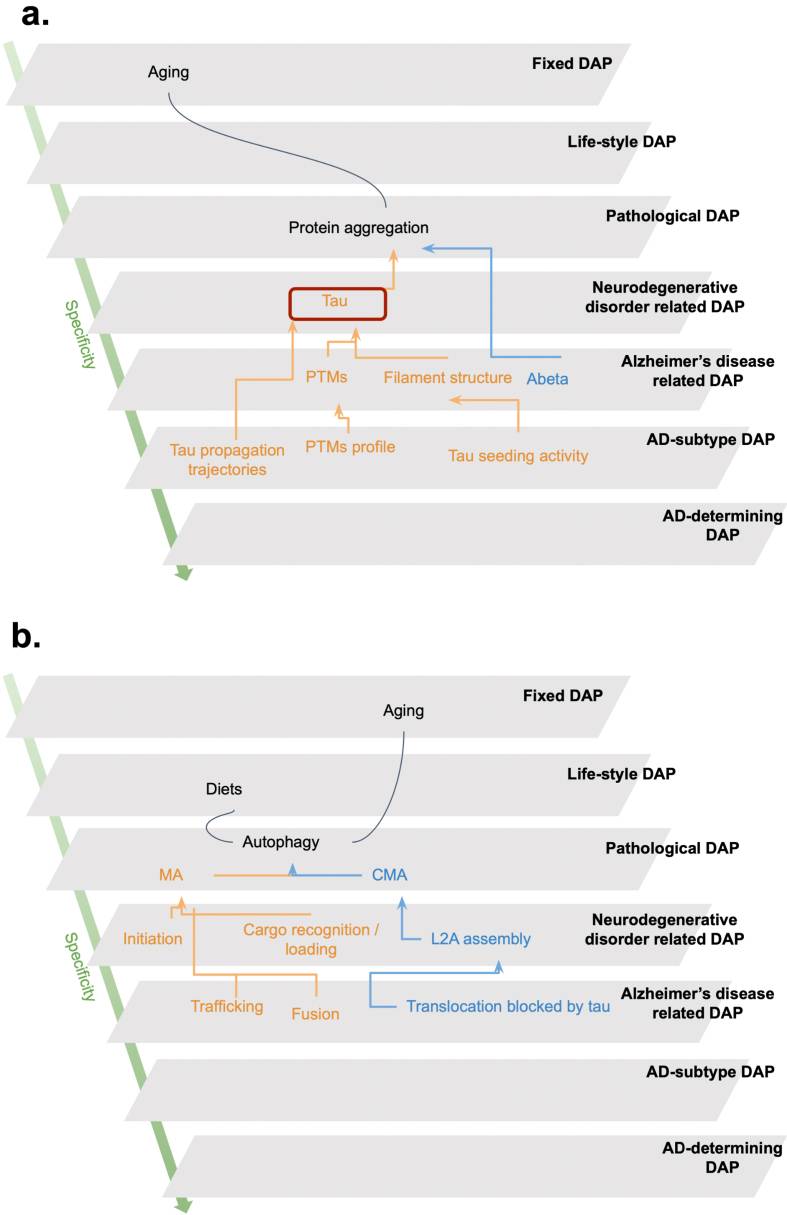 a.
Fixed DAP
Aging
Life-style DAP
Pathological DAP
Protein aggregation
Neurodegenerative
disorder related DAP
Tau
Specificity
Alzheimer's disease
related DAP
PTMs
Filament structure
Abeta
AD-subtype DAP
Tau propagation
trajectories
PTMs profile
Tau seeding activity
AD-determining
DAP
b.
Fixed DAP
Aging
Life-style DAP
Diets
Pathological DAP
Autophagy
MA
CMA
Neurodegenerative
disorder related DAP
Initiation
Cargo recognition /
loading
L2A assembly
Specificity
Alzheimer's disease
related DAP
Trafficking
Fusion
Translocation blocked by tau
AD-subtype DAP
AD-determining
DAP